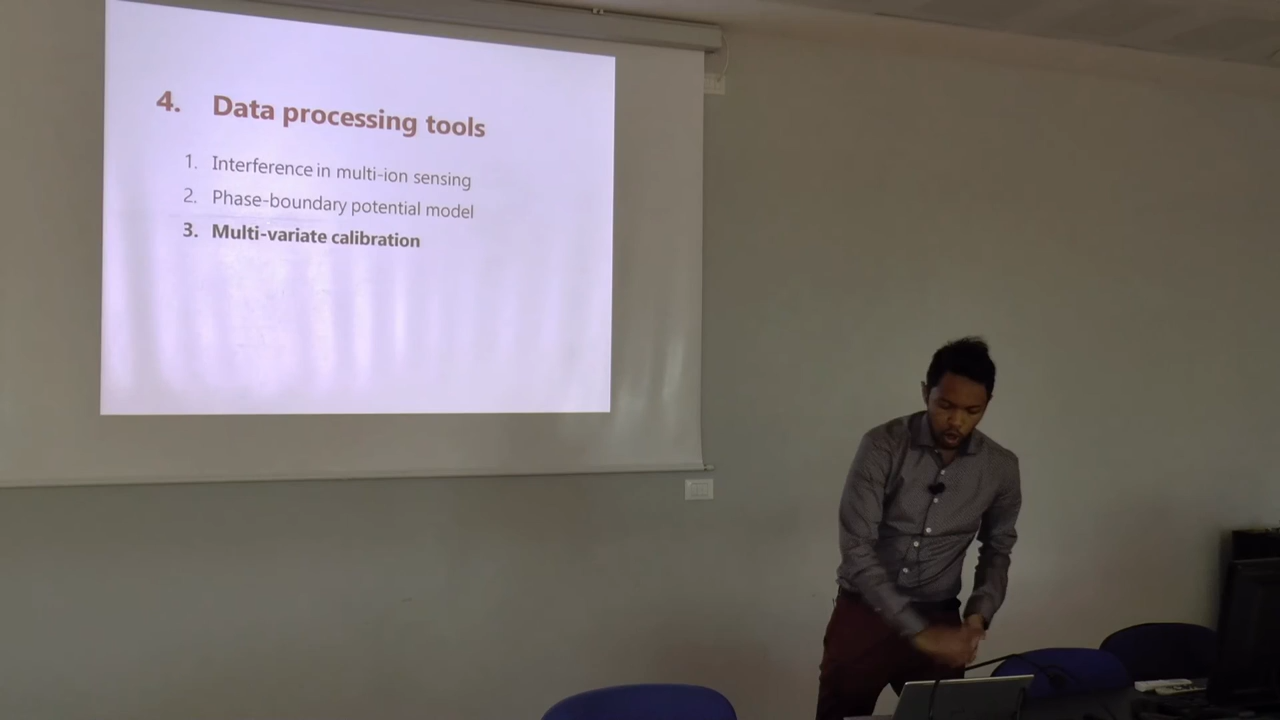 4. Data processing tools
1. Interference in multi-ion sensing
2. Phase-boundary potential model
3. Multi-variate calibration